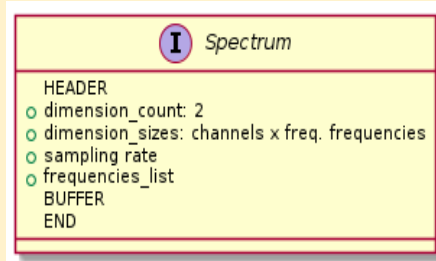 I Spectrum
HEADER
dimension_count: 2
dimension_sizes: channels x freq. frequencies
sampling rate
frequencies_list
BUFFER
END